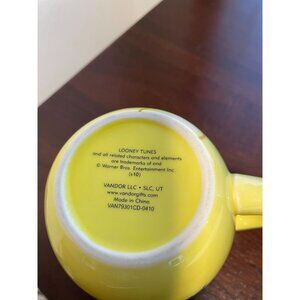 LOONEY TUNES
and all related characters and elements
are trademarks of and
© Warner Bros. Entertainment Inc
(s10)
VANDOR LLC • SLC, UT
www.vandorgifts.com
Made in China
VAN79301CD-0410